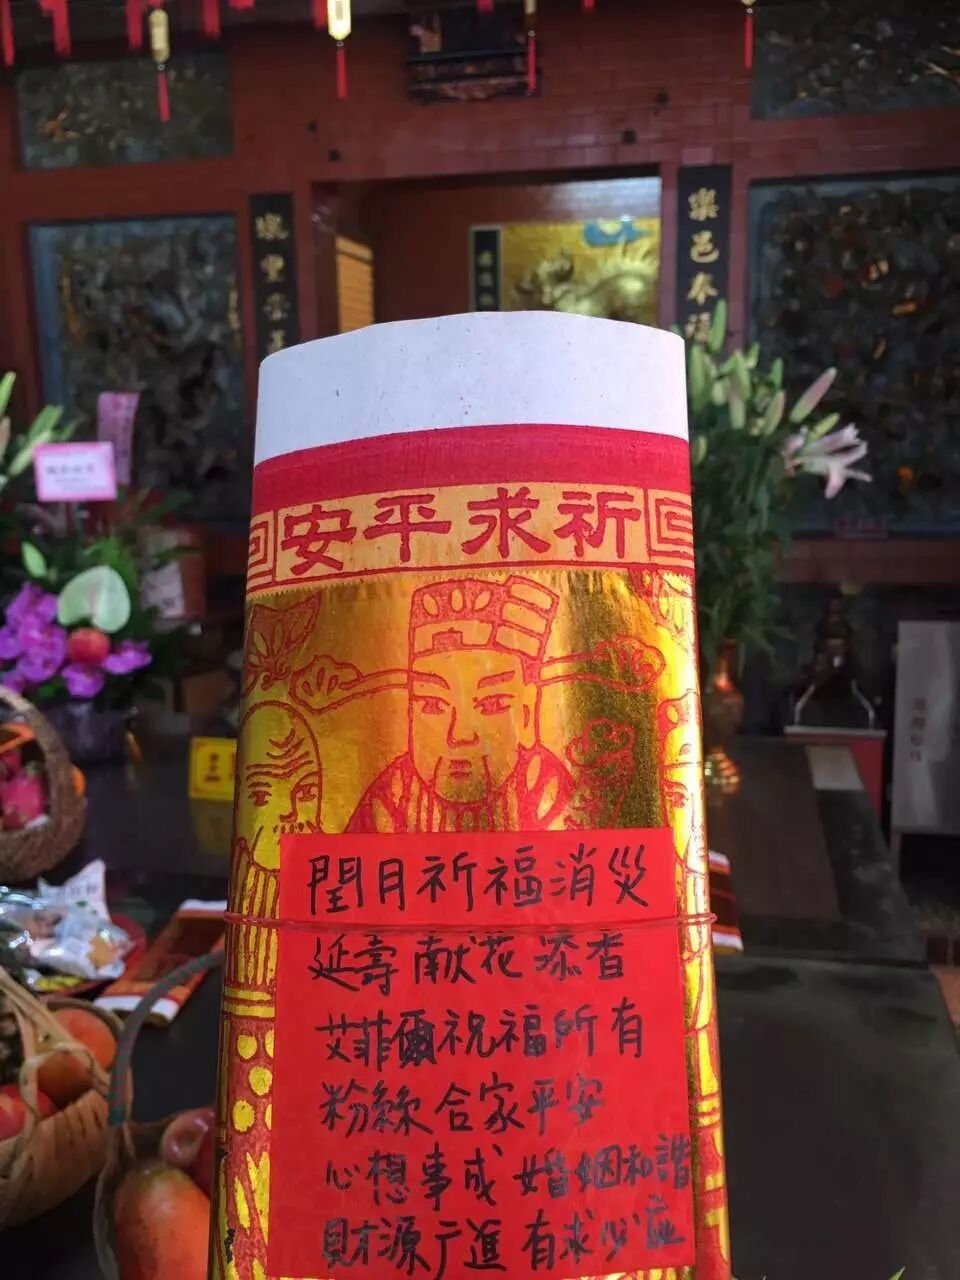 祈求平安
閏月祈福消災
延壽献花添香
艾菲爾祝福所有
粉絲合家平安
心想事成 婚姻和諧
財源广進 有求必应